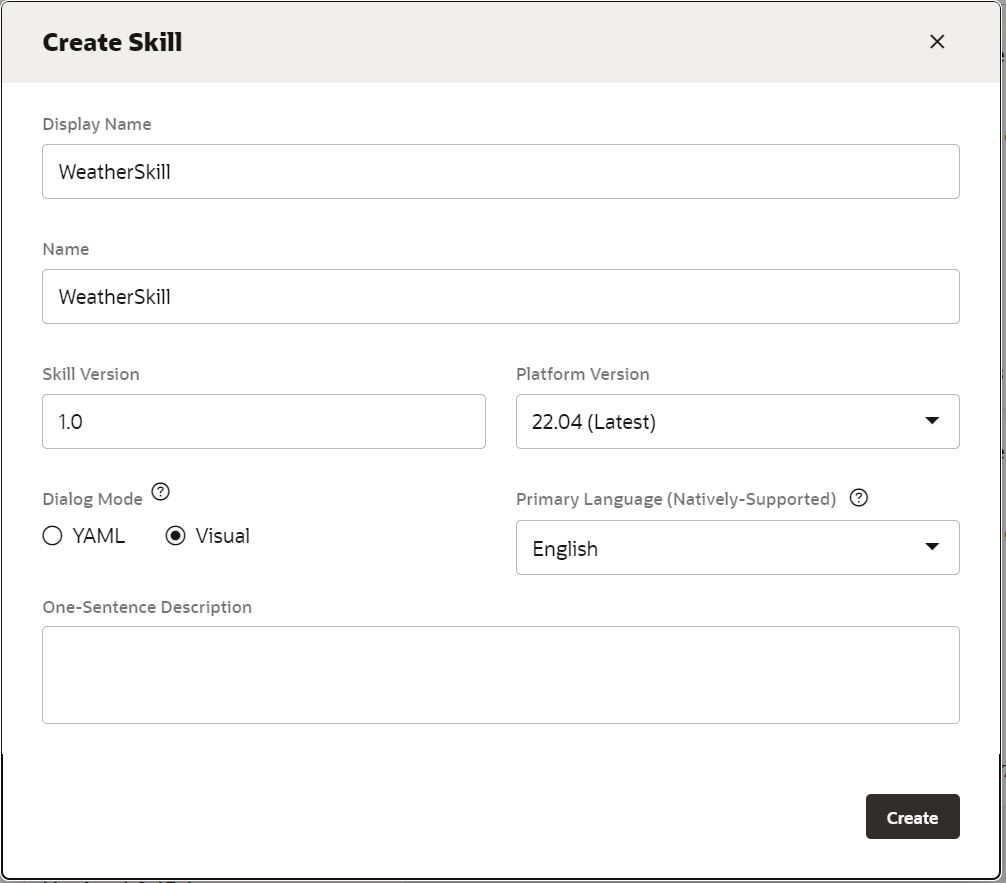 Create Skill
Display Name
WeatherSkill
Name
WeatherSkill
Skill Version
Platform Version
1.0
22.04 (Latest)
Dialog Mode ?
Primary Language (Natively-Supported) ?
YAML Visual
English
One-Sentence Description
Create